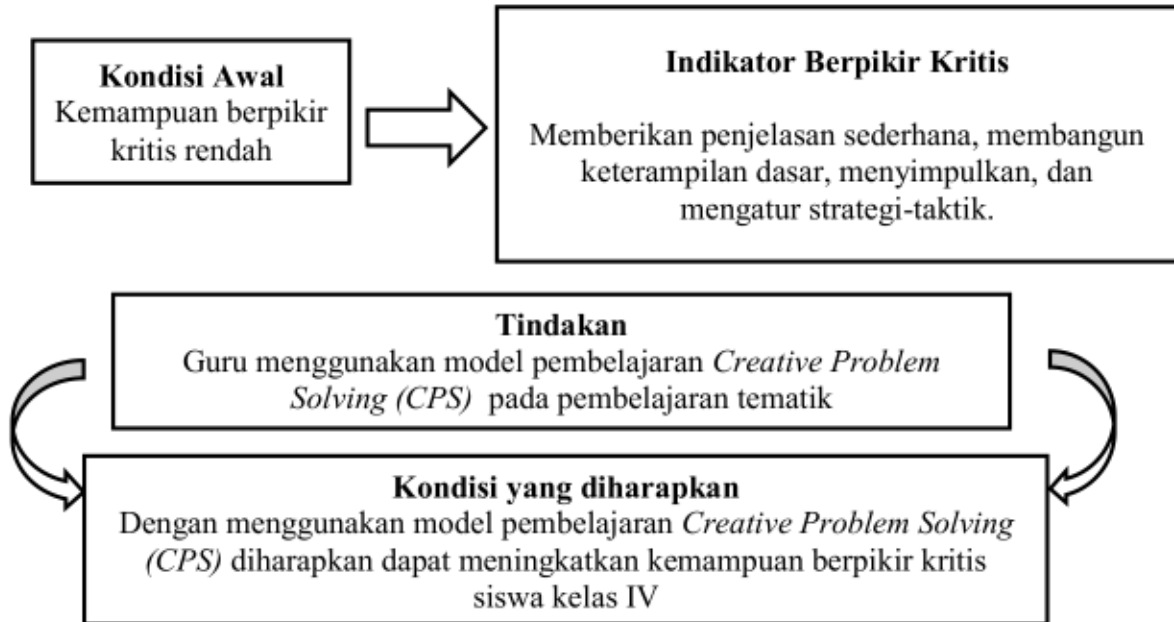 Kondisi Awal
Kemampuan berpikir
kritis rendah
Indikator Berpikir Kritis
Memberikan penjelasan sederhana, membangun
keterampilan dasar, menyimpulkan, dan
mengatur strategi-taktik.
Tindakan
Guru menggunakan model pembelajaran Creative Problem
Solving (CPS) pada pembelajaran tematik
Kondisi yang diharapkan
Dengan menggunakan model pembelajaran Creative Problem Solving
(CPS) diharapkan dapat meningkatkan kemampuan berpikir kritis
siswa kelas IV